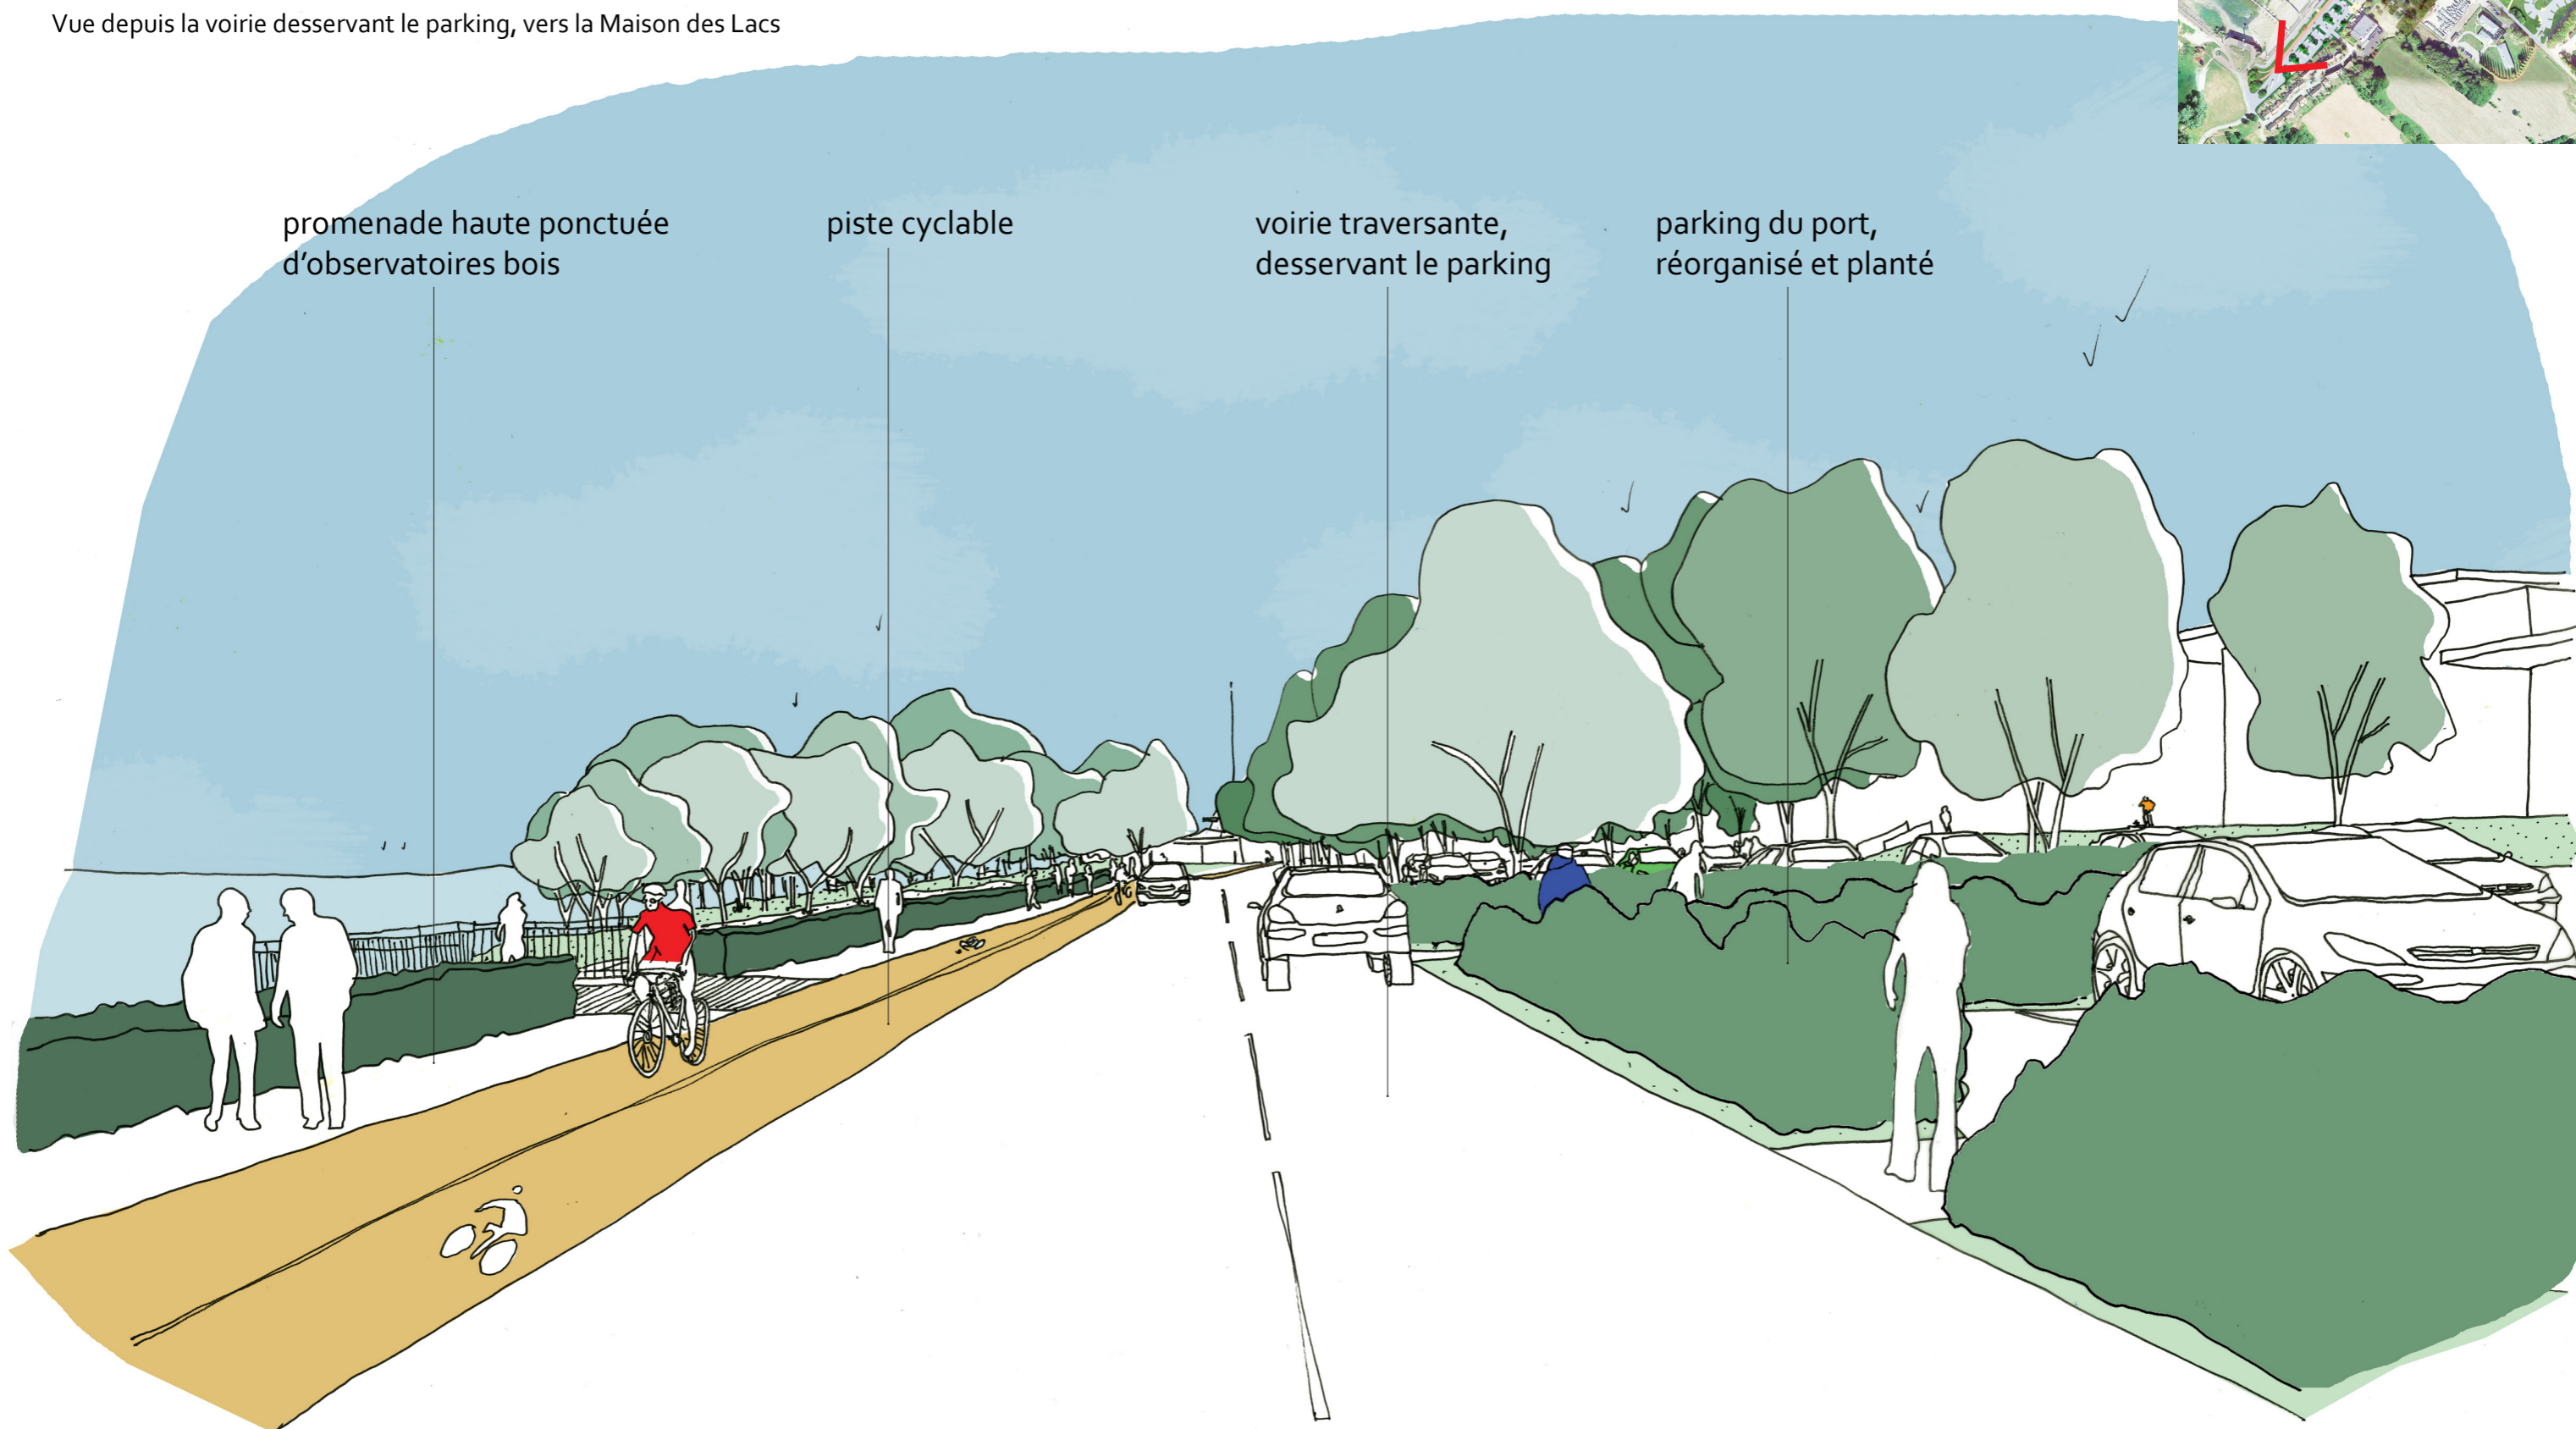 Vue depuis la voirie desservant le parking, vers la Maison des Lacs
promenade haute ponctuée
d’observatoires bois
piste cyclable
voirie traversante,
desservant le parking
parking du port,
réorganisé et planté